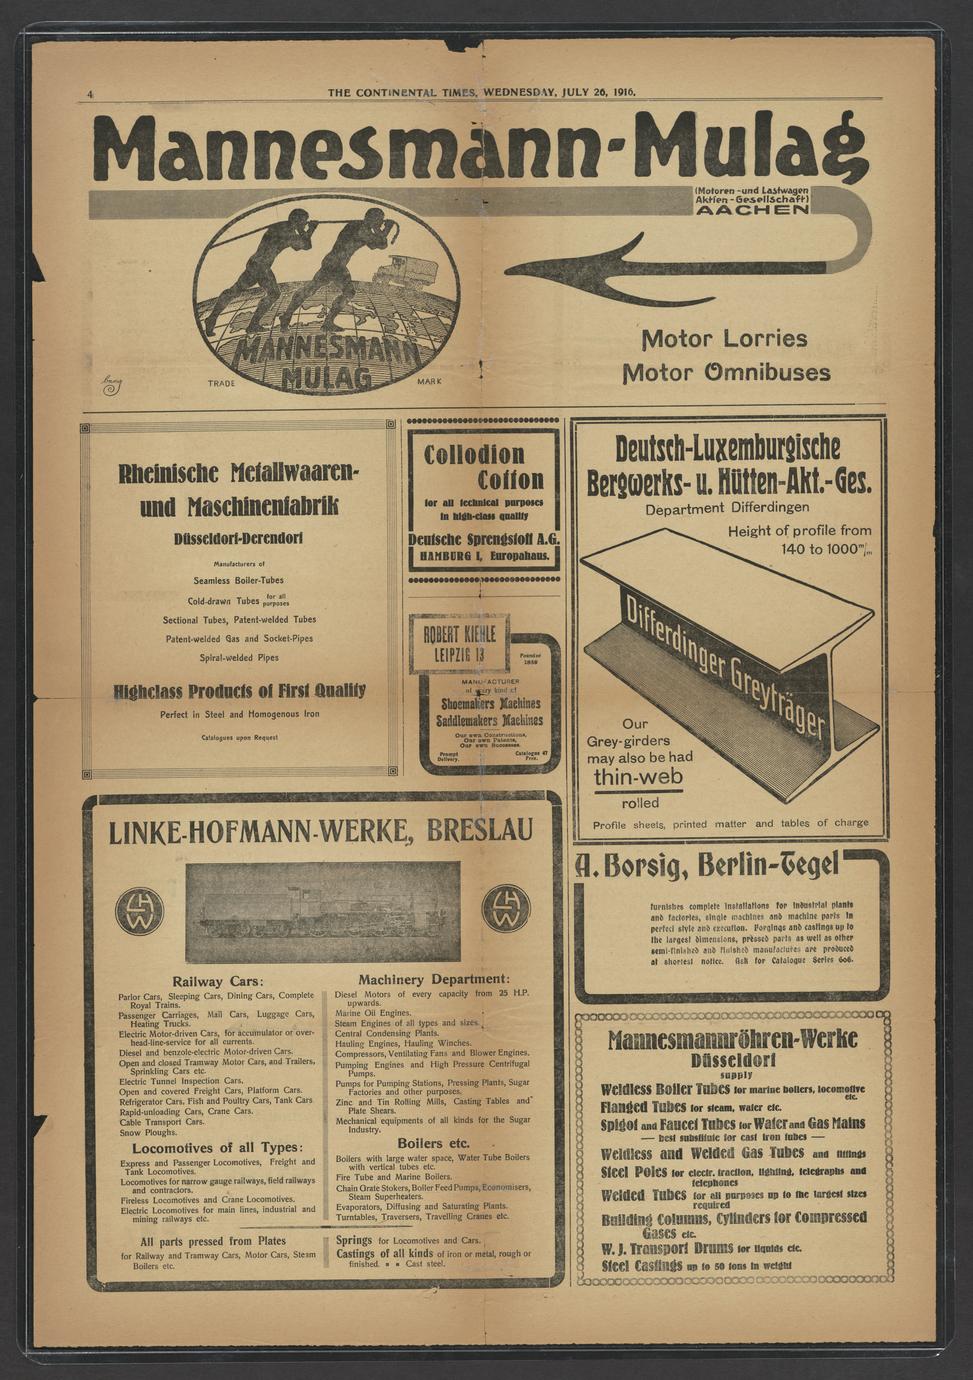 4
THE CONTINENTAL TIMES, WEDNESDAY, JULY 26, 1916.
Mannesmann-Mulag
(Motoren-und Lastwagen
Aktien-Gesellschaft)
AACHEN
MANNESMANN
MULAG
TRADE MARK
Motor Lorries
Motor Omnibuses
Rheinische Metallwaaren-
und Maschinenfabrik
Düsseldorf-Derendorf
Manufacturers of
Seamless Boiler-Tubes
Cold-drawn Tubes for all
purposes
Sectional Tubes, Patent-welded Tubes
Patent-welded Gas and Socket-Pipes
Spiral-welded Pipes
Highclass Products of First Quality
Perfect in Steel and Homogenous Iron
Catalogues upon Request
Collodion
Cotton
for all technical purposes
in high-class quality
Deutsche Sprengstoff A.G.
HAMBURG I, Europahaus.
ROBERT KIEHLE
LEIPZIG 13
Founded
1859
MANUFACTURER
of every kind of
Shoemakers Machines
Saddlemakers Machines
Our own Constructions,
Our own Patents,
Our own Successes.
Prompt
Delivery.
Catalogue 47
Free.
Deutsch-Luxemburgische
Bergwerks- u. Hütten-Akt.-Ges.
Department Differdingen
Height of profile from
140 to 1000 m/m
Differdinger Greyträger
Our
Grey-girders
may also be had
thin-web
rolled
Profile sheets, printed matter and tables of charge
LINKE-HOFMANN-WERKE, BRESLAU
LHW
LHW
Railway Cars:
Parlor Cars, Sleeping Cars, Dining Cars, Complete
Royal Trains.
Passenger Carriages, Mail Cars, Luggage Cars,
Heating Trucks.
Electric Motor-driven Cars, for accumulator or over-
head-line-service for all currents.
Diesel and benzole-electric Motor-driven Cars.
Open and closed Tramway Motor Cars, and Trailers,
Sprinkling Cars etc.
Electric Tunnel Inspection Cars.
Open and covered Freight Cars, Platform Cars.
Refrigerator Cars, Fish and Poultry Cars, Tank Cars
Rapid-unloading Cars, Crane Cars.
Cable Transport Cars.
Snow Ploughs.
Locomotives of all Types:
Express and Passenger Locomotives, Freight and
Tank Locomotives.
Locomotives for narrow gauge railways, field railways
and contractors.
Fireless Locomotives and Crane Locomotives.
Electric Locomotives for main lines, industrial and
mining railways etc.
All parts pressed from Plates
for Railway and Tramway Cars, Motor Cars, Steam
Boilers etc.
Machinery Department:
Diesel Motors of every capacity from 25 H.P.
upwards.
Marine Oil Engines.
Steam Engines of all types and sizes.
Central Condensing Plants.
Hauling Engines, Hauling Winches.
Compressors, Ventilating Fans and Blower Engines.
Pumping Engines and High Pressure Centrifugal
Pumps.
Pumps for Pumping Stations, Pressing Plants, Sugar
Factories and other purposes.
Zinc and Tin Rolling Mills, Casting Tables and
Plate Shears.
Mechanical equipments of all kinds for the Sugar
Industry.
Boilers etc.
Boilers with large water space, Water Tube Boilers
with vertical tubes etc.
Fire Tube and Marine Boilers.
Chain Grate Stokers, Boiler Feed Pumps, Economisers,
Steam Superheaters.
Evaporators, Diffusing and Saturating Plants.
Turntables, Traversers, Travelling Cranes etc.
Springs for Locomotives and Cars.
Castings of all kinds of iron or metal, rough or
finished. Cast steel.
A. Borsig, Berlin-Tegel
furnishes complete installations for industrial plants
and factories, single machines and machine parts in
perfect style and execution. Forgings and castings up to
the largest dimensions, pressed parts as well as other
semi-finished and finished manufactures are produced
at shortest notice. Ask for Catalogue Series 606.
Mannesmannröhren-Werke
Düsseldorf
supply
Weldless Boiler Tubes for marine boilers, locomotive
etc.
Flanged Tubes for steam, water etc.
Spigot and Faucet Tubes for Water and Gas Mains
— best substitute for cast iron tubes —
Weldless and Welded Gas Tubes and fittings
Steel Poles for electr. traction, lighting, telegraphs and
telephones
Welded Tubes for all purposes up to the largest sizes
required
Building Columns, Cylinders for Compressed
Gases etc.
W. J. Transport Drums for liquids etc.
Steel Castings up to 50 tons in weight